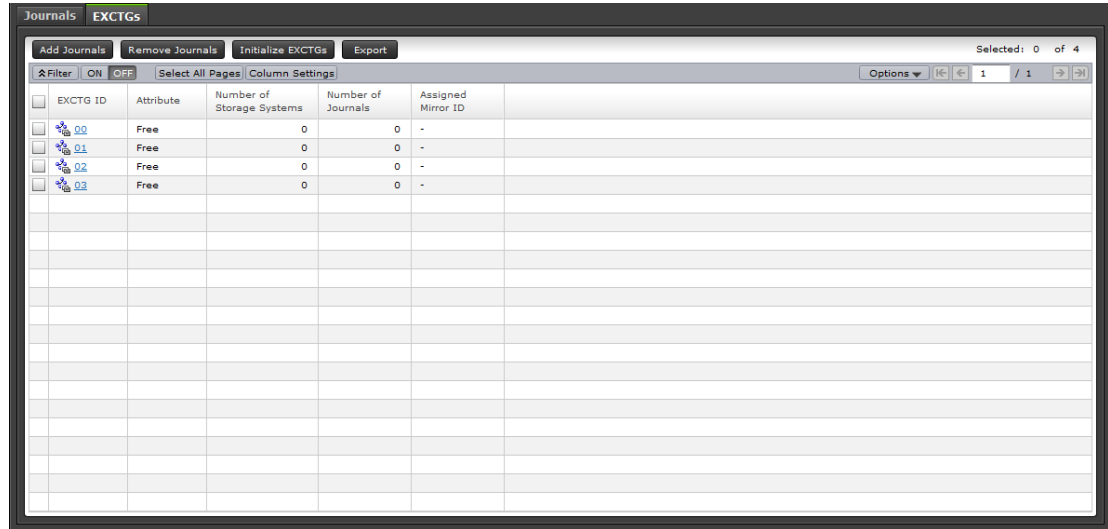 Journals EXCTGs
Add Journals Remove Journals Initialize EXCTGs Export Selected: 0 of 4
Filter ON OFF Select All Pages Column Settings Options 1 / 1
EXCTG ID Attribute Number of Storage Systems Number of Journals Assigned Mirror ID
00 Free 0 0 -
01 Free 0 0 -
02 Free 0 0 -
03 Free 0 0 -